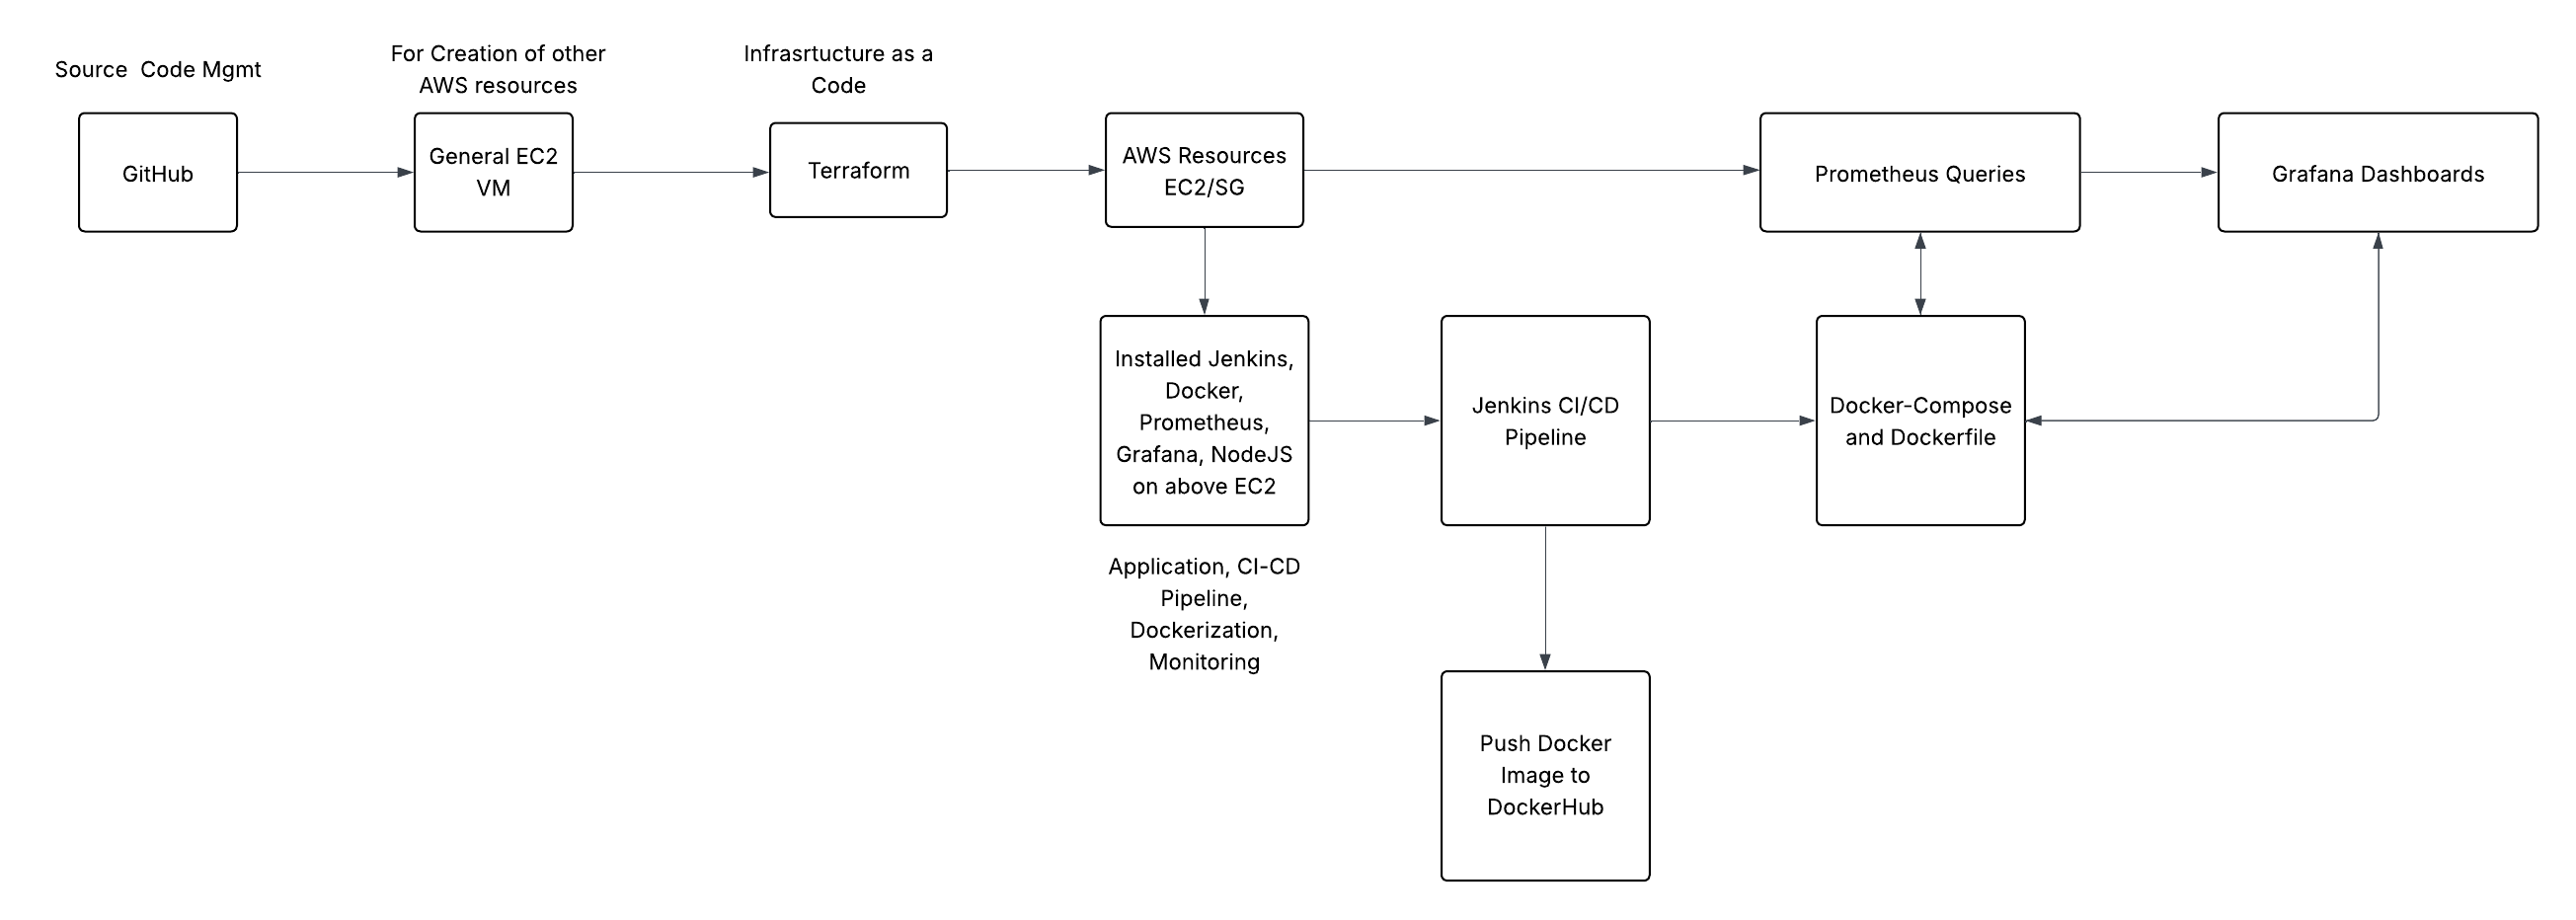 Source  Code Mgmt
For Creation of other
AWS resources
Infrasrtucture as a
Code
GitHub
General EC2
VM
Terraform
AWS Resources
EC2/SG
Prometheus Queries
Grafana Dashboards
Installed Jenkins,
Docker,
Prometheus,
Grafana, NodeJS
on above EC2
Jenkins CI/CD
Pipeline
Docker-Compose
and Dockerfile
Application, CI-CD
Pipeline,
Dockerization,
Monitoring
Push Docker
Image to
DockerHub